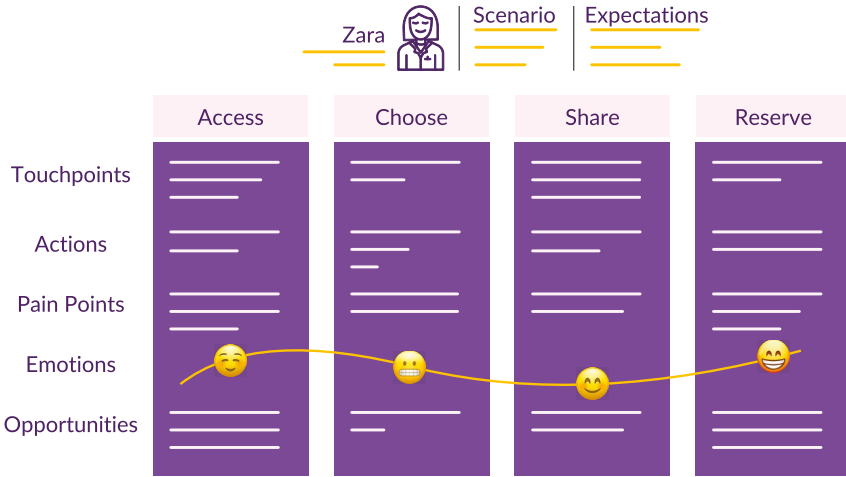 Zara
Scenario
Expectations
Access
Choose
Share
Reserve
Touchpoints
Actions
Pain Points
Emotions
Opportunities